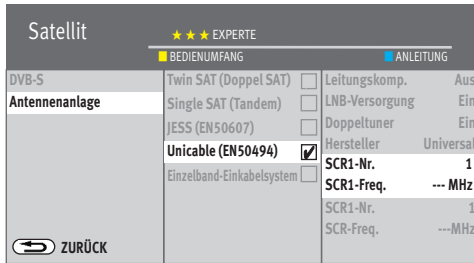 Satellit
★ ★ ★ EXPERTE
BEDIENUMFANG
ANLEITUNG
DVB-S
Antennenanlage
ZURÜCK
Twin SAT (Doppel SAT)
Single SAT (Tandem)
JESS (EN50607)
Unicable (EN50494)
Einzelband-Einkabelsystem
Leitungskomp. Aus
LNB-Versorgung Ein
Doppeltuner Ein
Hersteller Universal
SCR1-Nr. 1
SCR1-Freq. --- MHz
SCR1-Nr. 1
SCR-Freq. ---MHz